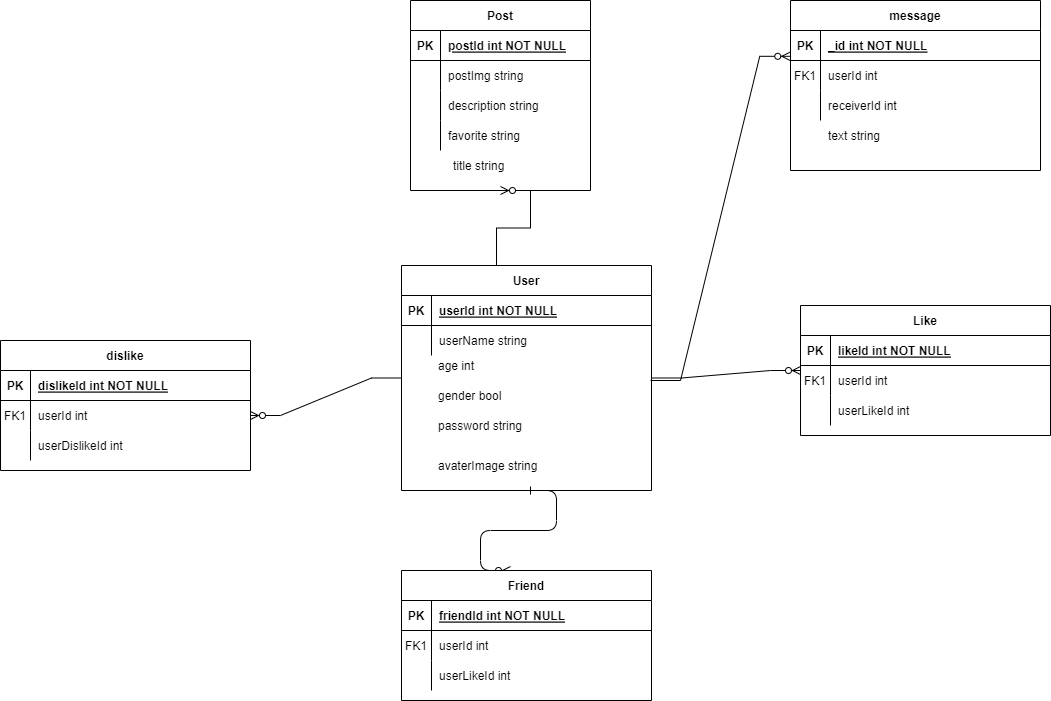 Post
PK postId int NOT NULL
postImg string
description string
favorite string
title string
message
PK _id int NOT NULL
FK1 userId int
receiverId int
text string
User
PK userId int NOT NULL
userName string
age int
gender bool
password string
avaterImage string
dislike
PK dislikeId int NOT NULL
FK1 userId int
userDislikeId int
Like
PK likeId int NOT NULL
FK1 userId int
userLikeId int
Friend
PK friendId int NOT NULL
FK1 userId int
userLikeId int